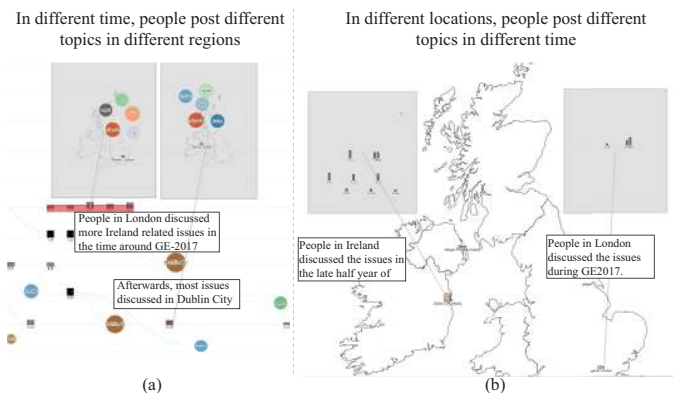 In different time, people post different
topics in different regions
In different locations, people post different
topics in different time
People in London discussed
more Ireland related issues in
the time around GE-2017
Afterwards, most issues
discussed in Dublin City
People in Ireland
discussed the issues in
the late half year of
People in London
discussed the issues
during GE2017.
(a)
(b)